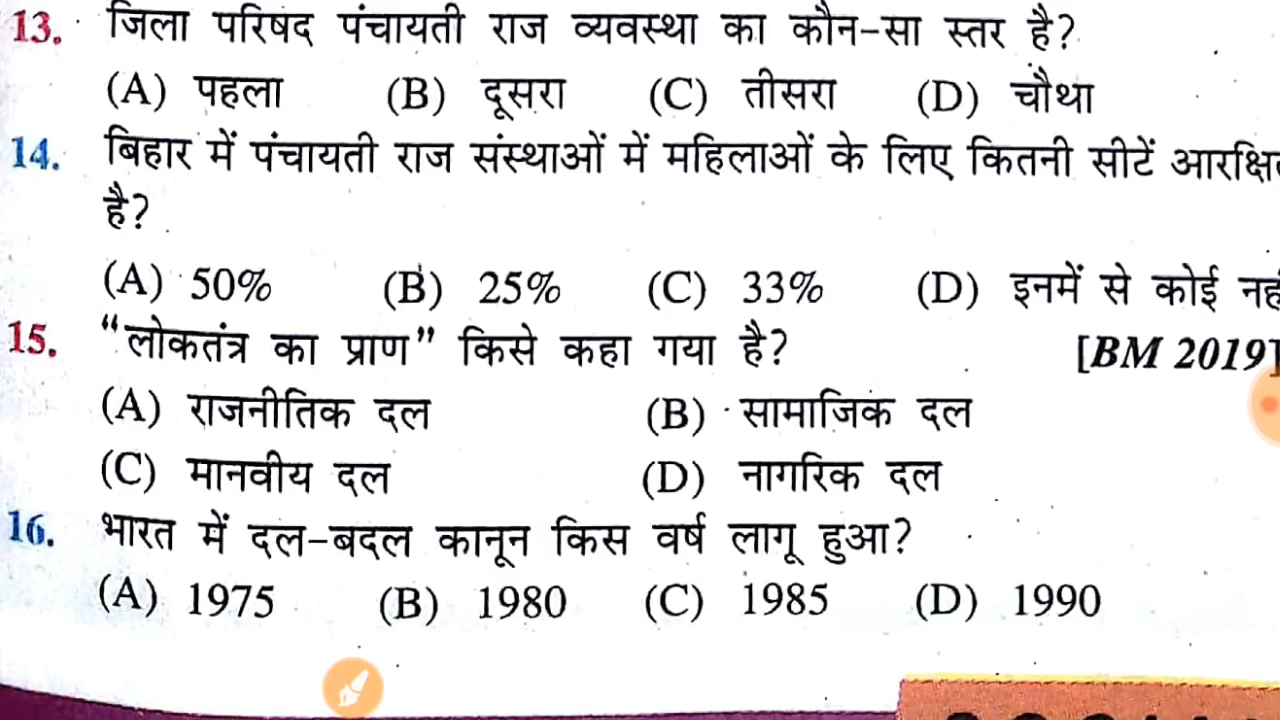 13. जिला परिषद पंचायती राज व्यवस्था का कौन-सा स्तर है?
(A) पहला (B) दूसरा (C) तीसरा (D) चौथा
14. बिहार में पंचायती राज संस्थाओं में महिलाओं के लिए कितनी सीटें
है?
(A) 50% (B) 25% (C) 33% (D) इनमें से कोई
15. “लोकतंत्र का प्राण” किसे कहा गया है? [BM 2019]
(A) राजनीतिक दल (B) सामाजिक दल
(C) मानवीय दल (D) नागरिक दल
16. भारत में दल-बदल कानून किस वर्ष लागू हुआ?
(A) 1975 (B) 1980 (C) 1985 (D) 1990